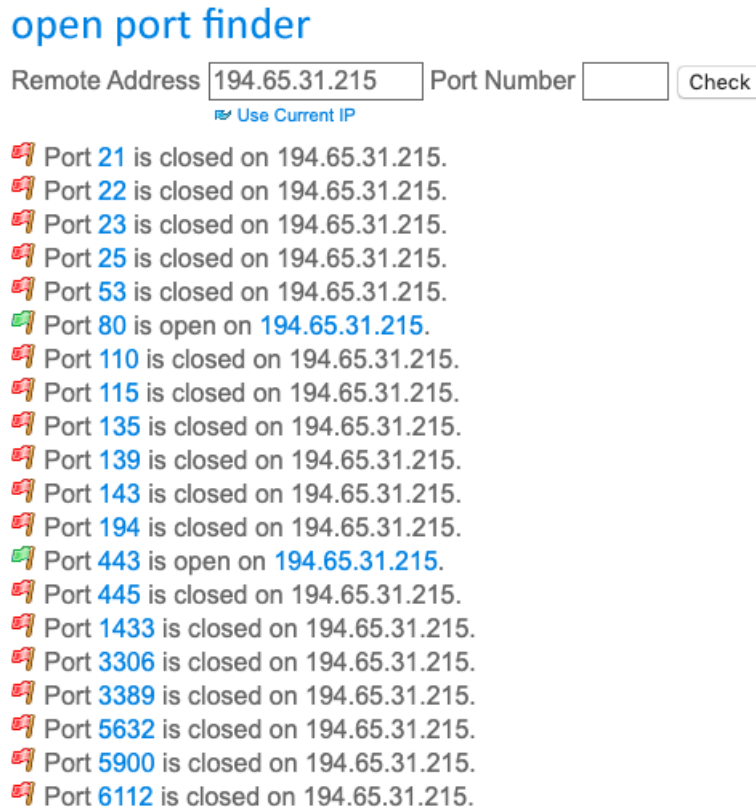 open port finder
Remote Address 194.65.31.215 Port Number Check
Use Current IP
Port 21 is closed on 194.65.31.215.
Port 22 is closed on 194.65.31.215.
Port 23 is closed on 194.65.31.215.
Port 25 is closed on 194.65.31.215.
Port 53 is closed on 194.65.31.215.
Port 80 is open on 194.65.31.215.
Port 110 is closed on 194.65.31.215.
Port 115 is closed on 194.65.31.215.
Port 135 is closed on 194.65.31.215.
Port 139 is closed on 194.65.31.215.
Port 143 is closed on 194.65.31.215.
Port 194 is closed on 194.65.31.215.
Port 443 is open on 194.65.31.215.
Port 445 is closed on 194.65.31.215.
Port 1433 is closed on 194.65.31.215.
Port 3306 is closed on 194.65.31.215.
Port 3389 is closed on 194.65.31.215.
Port 5632 is closed on 194.65.31.215.
Port 5900 is closed on 194.65.31.215.
Port 6112 is closed on 194.65.31.215.